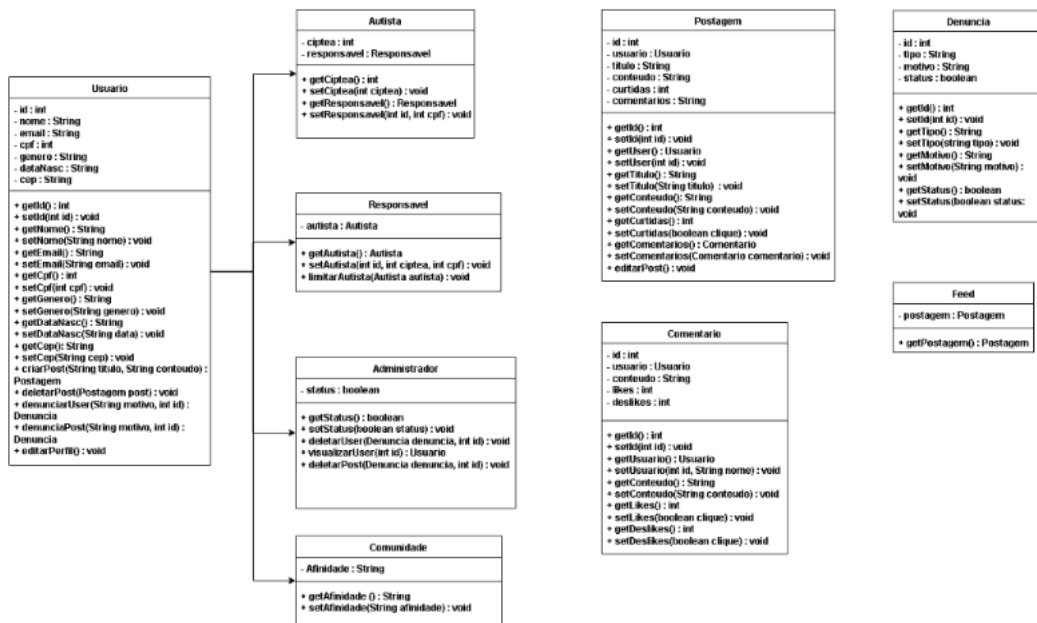 Usuario
- id : int
- nome : String
- email : String
- cpf : int
- genero : String
- dataNasc : String
- cep : String
+ getId() : int
+ setId(int id) : void
+ getNome() : String
+ setNome(String nome) : void
+ getEmail() : String
+ setEmail(String email) : void
+ getCpf() : int
+ setCpf(int cpf) : void
+ getGenero() : String
+ setGenero(String genero) : void
+ getDataNasc() : String
+ setDataNasc(String data) : void
+ getCep(): String
+ setCep(String cep) : void
+ criarPost(String titulo, String conteudo) :
Postagem
+ deletarPost(Postagem post) : void
+ denunciarUser(String motivo, int id) :
Denuncia
+ denunciaPost(String motivo, int id) :
Denuncia
+ editarPerfil() : void
Autista
- ciptea : int
- responsavel : Responsavel
+ getCiptea() : int
+ setCiptea(int ciptea) : void
+ getResponsavel() : Responsavel
+ setResponsavel(int id, int cpf) : void
Responsavel
- autista : Autista
+ getAutista() : Autista
+ setAutista(int id, int ciptea, int cpf) : void
+ limitarAutista(Autista autista) : void
Administrador
- status : boolean
+ getStatus() : boolean
+ setStatus(boolean status) : void
+ deletarUser(Denuncia denuncia, int id) : void
+ visualizarUser(int id) : Usuario
+ deletarPost(Denuncia denuncia, int id) : void
Comunidade
- Afinidade : String
+ getAfinidade () : String
+ setAfinidade(String afinidade) : void
Postagem
- id : int
- usuario : Usuario
- titulo : String
- conteudo : String
- curtidas : int
- comentarios : String
+ getId() : int
+ setId(int id) : void
+ getUser() : Usuario
+ setUser(int id) : void
+ getTitulo() : String
+ setTitulo(String titulo) : void
+ getConteudo(): String
+ setConteudo(String conteudo) : void
+ getCurtidas() : int
+ setCurtidas(boolean clique) : void
+ getComentarios() : Comentario
+ setComentarios(Comentario comentario) : void
+ editarPost() : void
Comentario
- id : int
- usuario : Usuario
- conteudo : String
- likes : int
- deslikes : int
+ getId() : int
+ setId(int id) : void
+ getUsuario() : Usuario
+ setUsuario(int id, String nome) : void
+ getConteudo() : String
+ setConteudo(String conteudo) : void
+ getLikes() : int
+ setLikes(boolean clique) : void
+ getDeslikes() : int
+ setDeslikes(boolean clique) : void
Denuncia
- id : int
- tipo : String
- motivo : String
- status : boolean
+ getId() : int
+ setId(int id) : void
+ getTipo() : String
+ setTipo(string tipo) : void
+ getMotivo() : String
+ setMotivo(String motivo) :
void
+ getStatus() : boolean
+ setStatus(boolean status:
void
Feed
- postagem : Postagem
+ getPostagem() : Postagem